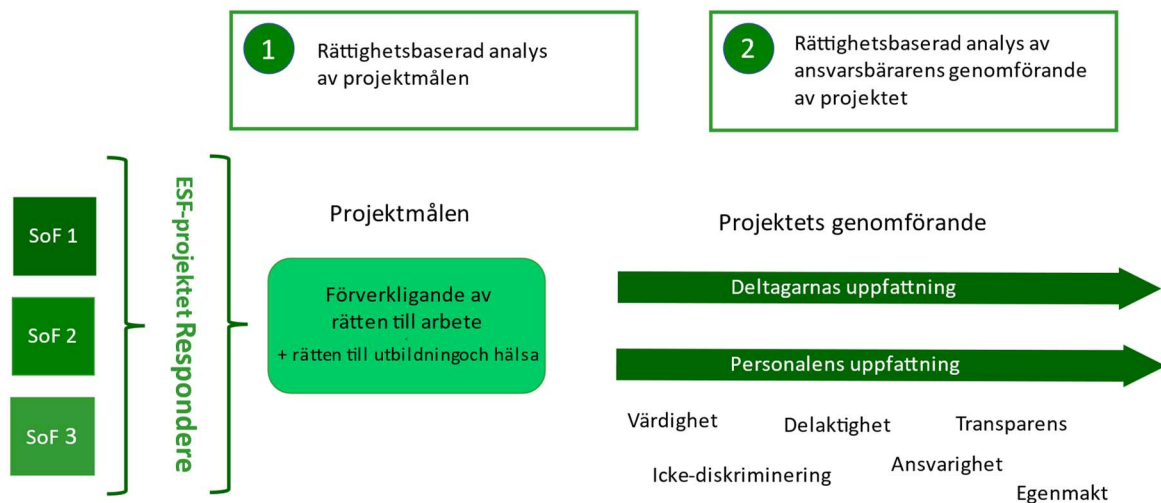 1
Rättighetsbaserad analys
av projektmålen
2
Rättighetsbaserad analys av
ansvarsbärarens genomförande
av projektet
SoF 1
SoF 2
SoF 3
ESF-projektet Respondere
Projektmålen
Förverkligande av
rätten till arbete
+ rätten till utbildningoch hälsa
Projektets genomförande
Deltagarnas uppfattning
Personalens uppfattning
Värdighet
Delaktighet
Transparens
Icke-diskriminering
Ansvarighet
Egenmakt